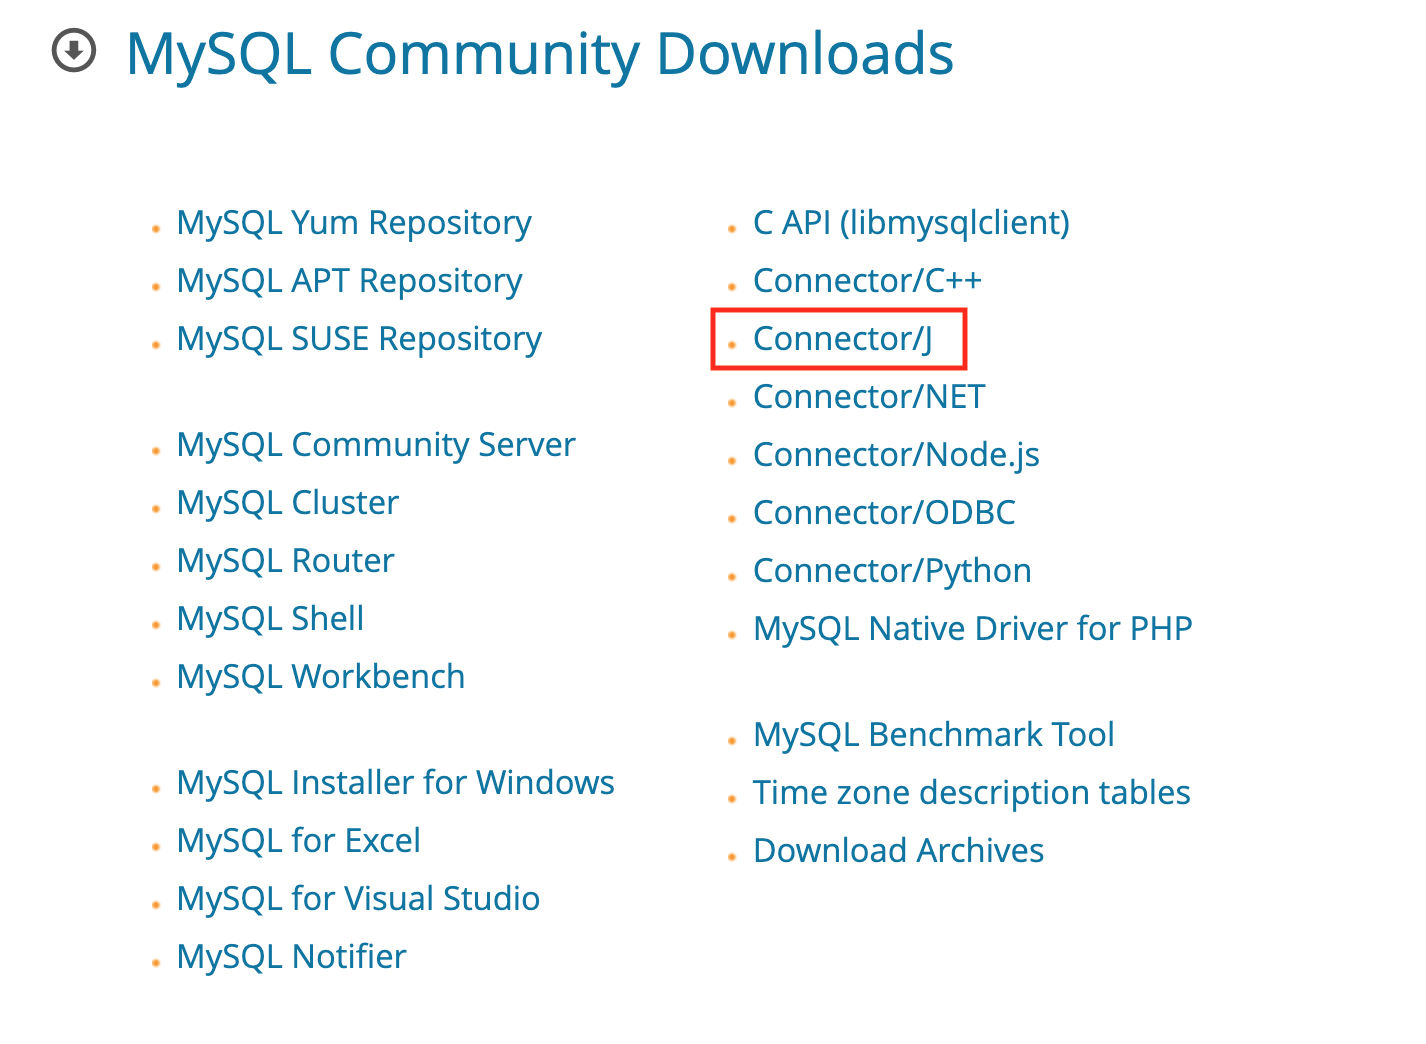 MySQL Community Downloads
MySQL Yum Repository
MySQL APT Repository
MySQL SUSE Repository
MySQL Community Server
MySQL Cluster
MySQL Router
MySQL Shell
MySQL Workbench
MySQL Installer for Windows
MySQL for Excel
MySQL for Visual Studio
MySQL Notifier
C API (libmysqlclient)
Connector/C++
Connector/J
Connector/NET
Connector/Node.js
Connector/ODBC
Connector/Python
MySQL Native Driver for PHP
MySQL Benchmark Tool
Time zone description tables
Download Archives